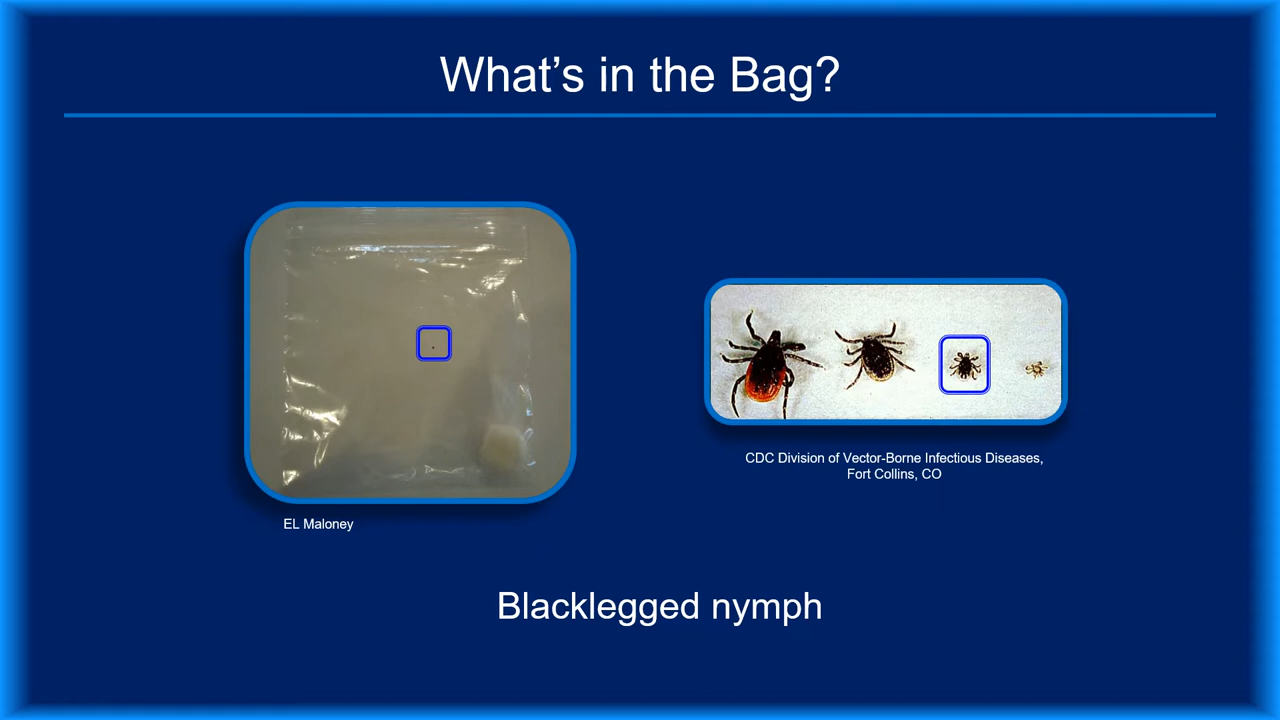 What’s in the Bag?
EL Maloney
CDC Division of Vector-Borne Infectious Diseases,
Fort Collins, CO
Blacklegged nymph